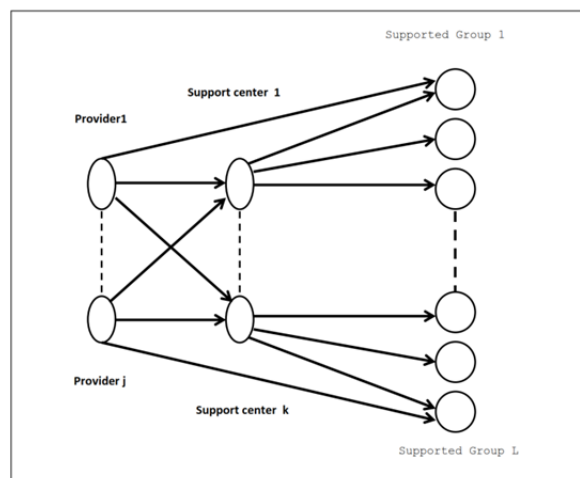 Supported Group 1
Support center 1
Provider1
Provider j
Support center k
Supported Group L